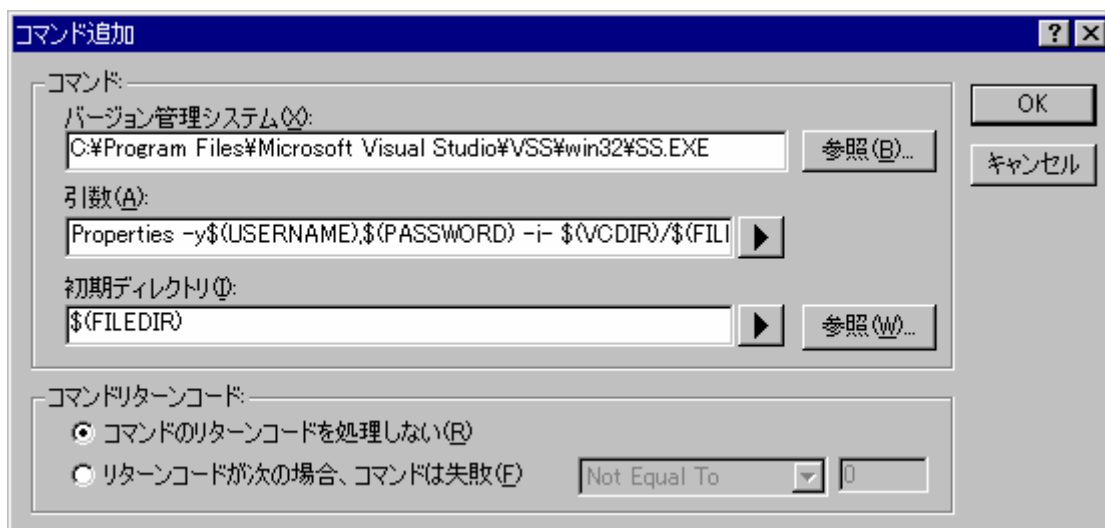 コマンド追加
コマンド:
バージョン管理システム(X):
C:¥Program Files¥Microsoft Visual Studio¥VSS¥win32¥SS.EXE
参照(B)...
OK
キャンセル
引数(A):
Properties -y$(USERNAME),$(PASSWORD) -i- $(VCDIR)/$(FIL
初期ディレクトリ(I):
$(FILEDIR)
参照(W)...
コマンドリターンコード:
コマンドのリターンコードを処理しない(R)
リターンコードが次の場合、コマンドは失敗(F)
Not Equal To
0